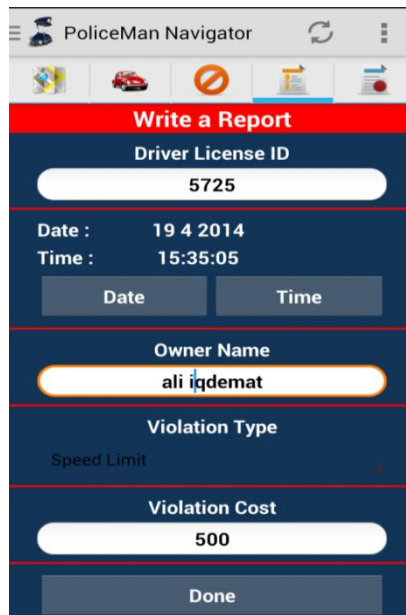 PoliceMan Navigator
Write a Report
Driver License ID
5725
Date : 19 4 2014
Time : 15:35:05
Date Time
Owner Name
ali iqdemat
Violation Type
Speed Limit
Violation Cost
500
Done